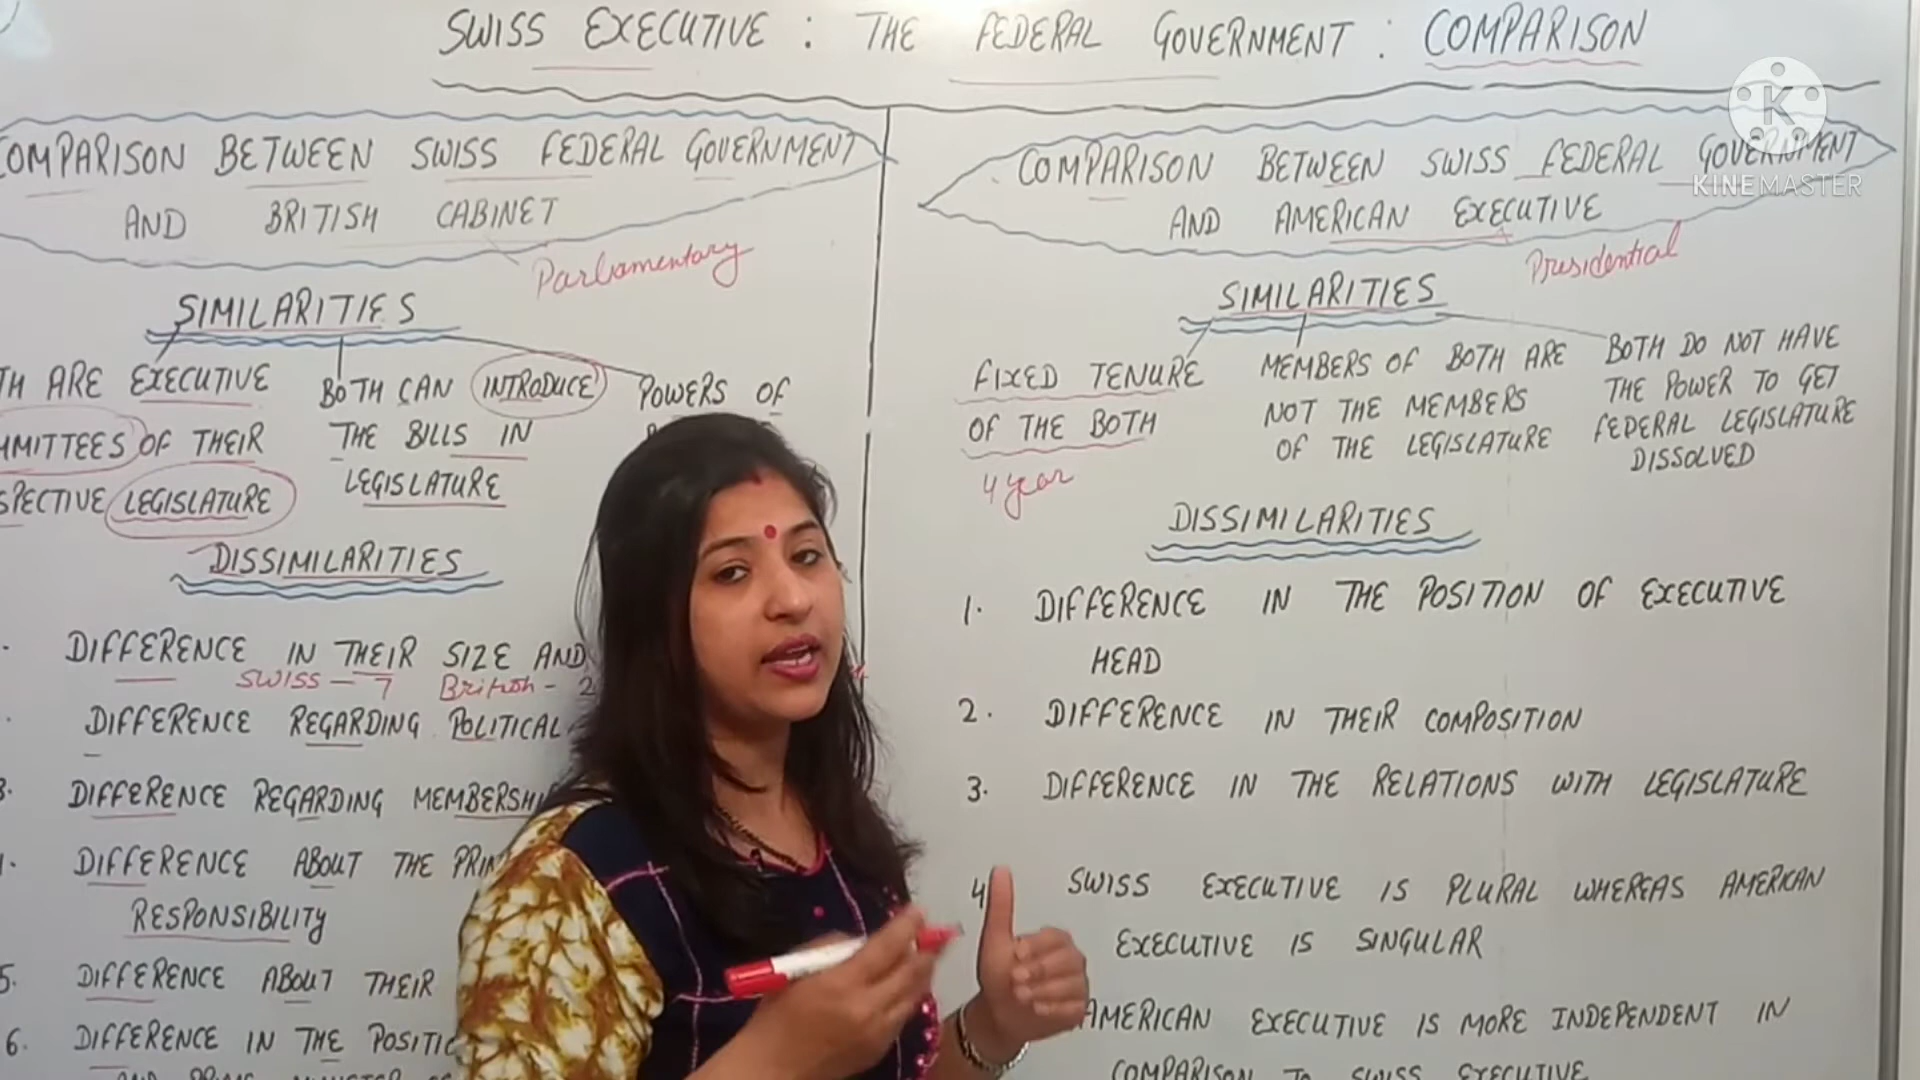 SWISS EXECUTIVE : THE FEDERAL GOVERNMENT : COMPARISON
COMPARISON BETWEEN SWISS FEDERAL GOVERNMENT
AND BRITISH CABINET
Parliamentary
SIMILARITIES
ARE EXECUTIVE
OF THEIR
LEGISLATURE
BOTH CAN INTRODUCE
THE BILLS IN
LEGISLATURE
POWERS OF
DISSIMILARITIES
DIFFERENCE IN THEIR SIZE AND
SWISS - 7 British - 2
DIFFERENCE REGARDING POLITICAL
3. DIFFERENCE REGARDING
DIFFERENCE ABOUT THE
RESPONSIBILITY
5. DIFFERENCE ABOUT THEIR
6. DIFFERENCE IN THE
COMPARISON BETWEEN SWISS FEDERAL GOVERNMENT
AND AMERICAN EXECUTIVE
Presidential
SIMILARITIES
FIXED TENURE
OF THE BOTH
4 year
MEMBERS OF BOTH ARE
NOT THE MEMBERS
OF THE LEGISLATURE
BOTH DO NOT HAVE
THE POWER TO GET
FEDERAL LEGISLATURE
DISSOLVED
DISSIMILARITIES
1. DIFFERENCE IN THE POSITION OF EXECUTIVE
HEAD
2. DIFFERENCE IN THEIR COMPOSITION
3. DIFFERENCE IN THE RELATIONS WITH LEGISLATURE
4 SWISS EXECUTIVE IS PLURAL WHEREAS AMERICAN
EXECUTIVE IS SINGULAR
AMERICAN EXECUTIVE IS MORE INDEPENDENT IN
COMPARISON TO SWISS EXECUTIVE
K
KINEMASTER